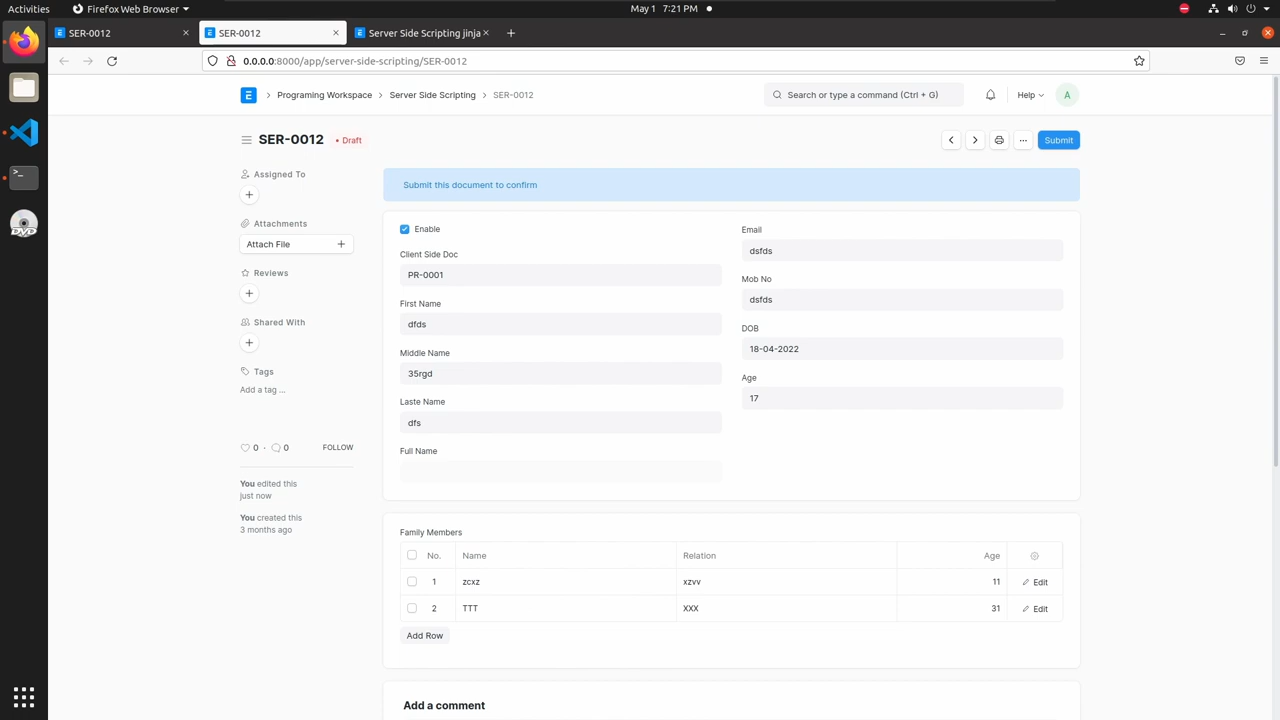 Activities
Firefox Web Browser
May 1 7:21 PM
SER-0012
SER-0012
Server Side Scripting jinja
0.0.0.0:8000/app/server-side-scripting/SER-0012
E
Programing Workspace
Server Side Scripting
SER-0012
Search or type a command (Ctrl + G)
Help
A
SER-0012
Draft
Submit
Assigned To
Attachments
Attach File
Reviews
Shared With
Tags
Add a tag ...
0 · 0 FOLLOW
You edited this
just now
You created this
3 months ago
Submit this document to confirm
Enable
Client Side Doc
PR-0001
First Name
dfds
Middle Name
35rgd
Laste Name
dfs
Full Name
Email
dsfds
Mob No
dsfds
DOB
18-04-2022
Age
17
Family Members
No. Name Relation Age
1 zcxz xzvv 11 Edit
2 TTT XXX 31 Edit
Add Row
Add a comment
DVD